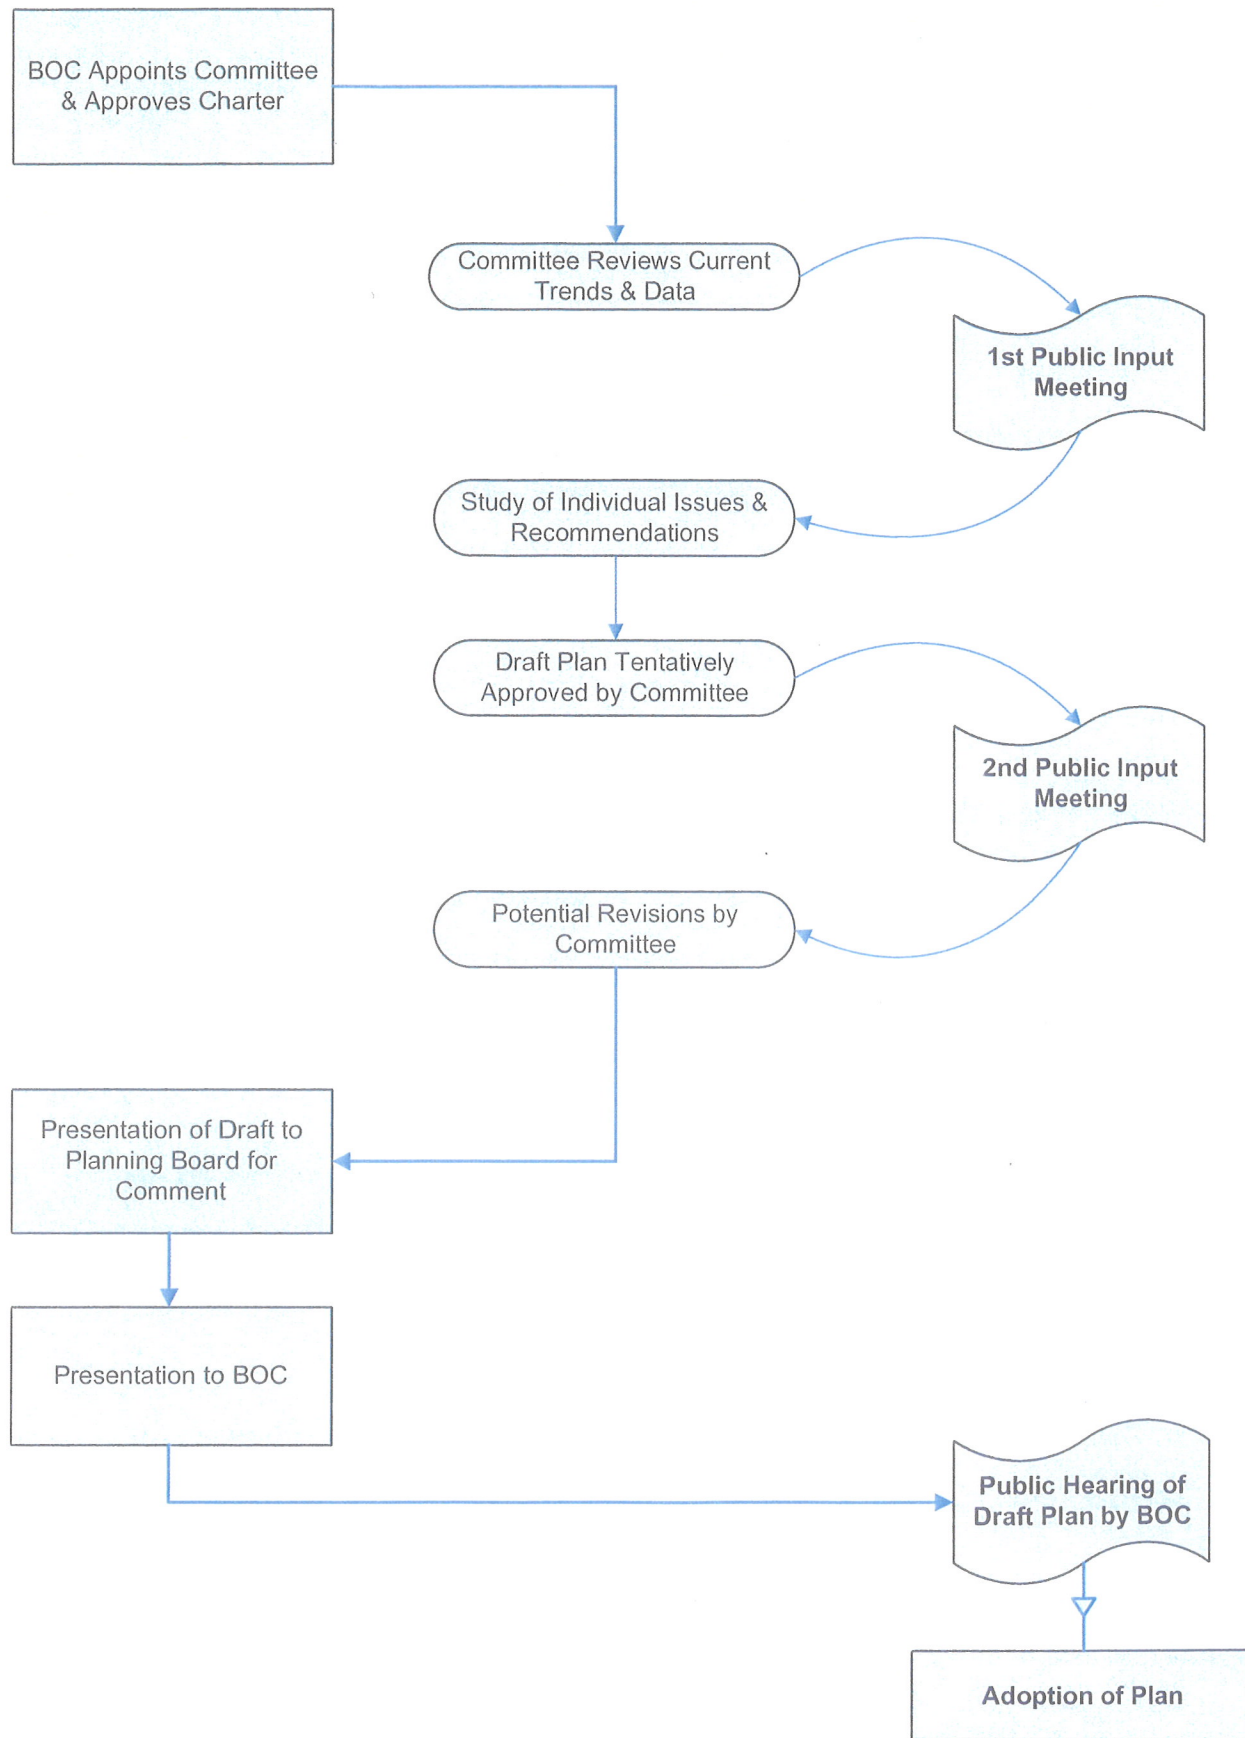 BOC Appoints Committee
& Approves Charter
Committee Reviews Current
Trends & Data
1st Public Input
Meeting
Study of Individual Issues &
Recommendations
Draft Plan Tentatively
Approved by Committee
2nd Public Input
Meeting
Potential Revisions by
Committee
Presentation of Draft to
Planning Board for
Comment
Presentation to BOC
Public Hearing of
Draft Plan by BOC
Adoption of Plan